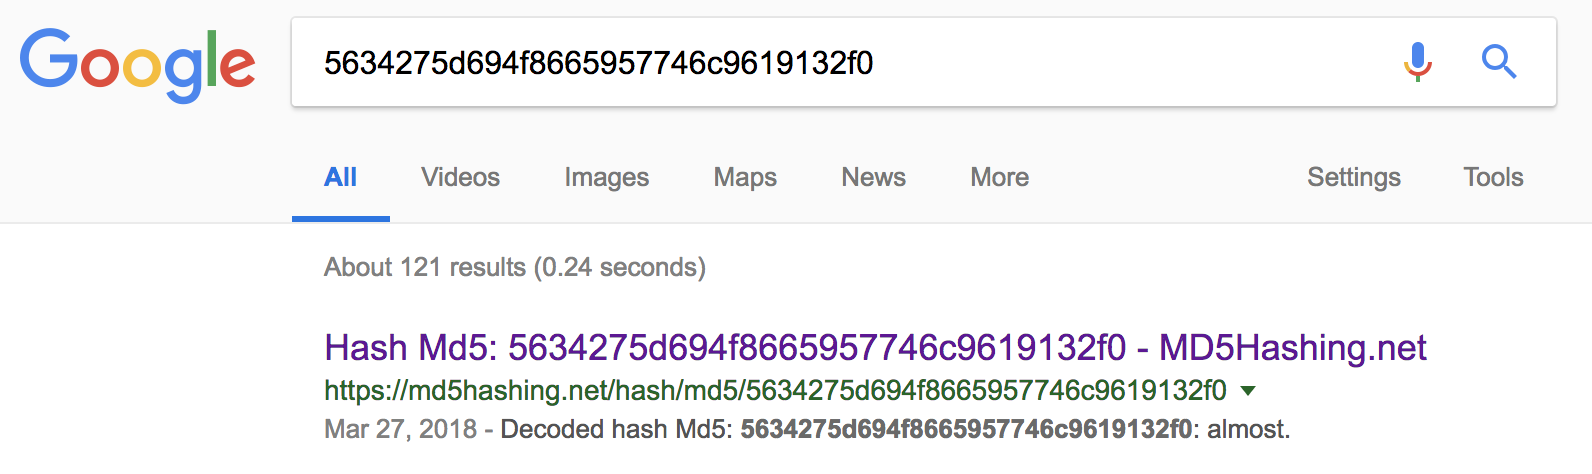 Google
5634275d694f8665957746c9619132f0
All Videos Images Maps News More Settings Tools
About 121 results (0.24 seconds)
Hash Md5: 5634275d694f8665957746c9619132f0 - MD5Hashing.net
https://md5hashing.net/hash/md5/5634275d694f8665957746c9619132f0
Mar 27, 2018 - Decoded hash Md5: 5634275d694f8665957746c9619132f0: almost.